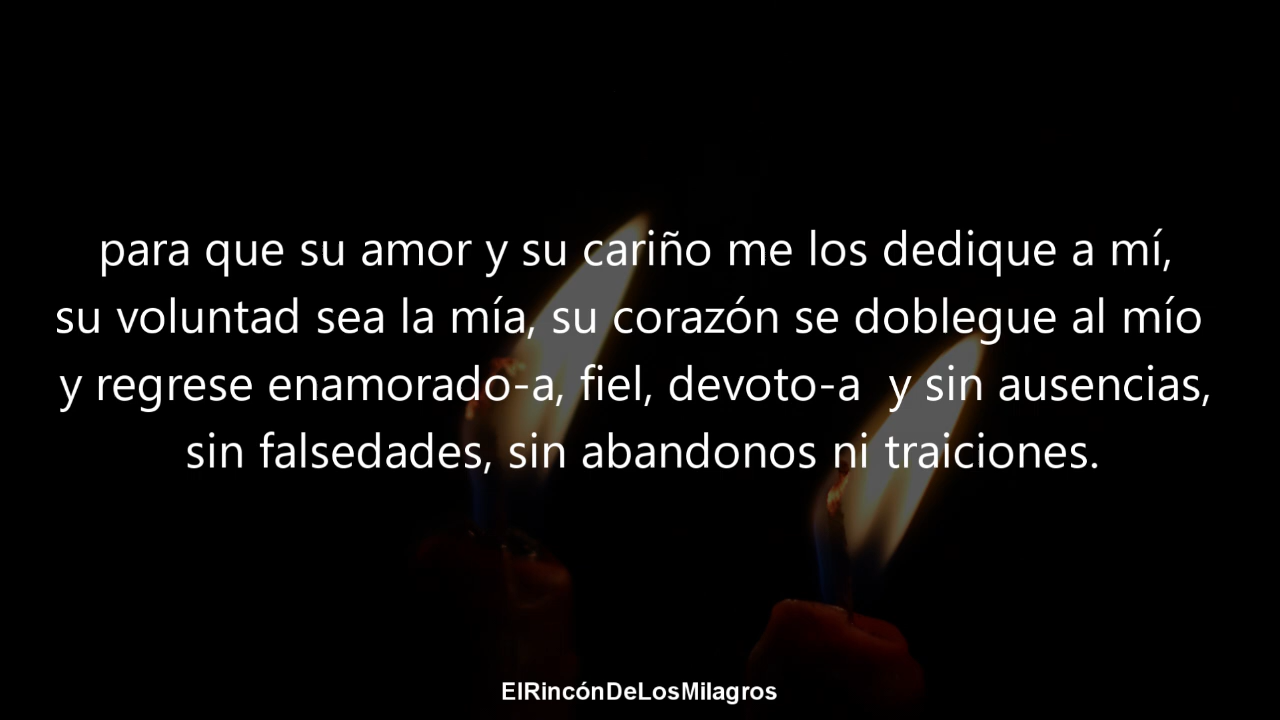 para que su amor y su cariño me los dedique a mí,
su voluntad sea la mía, su corazón se doblegue al mío
y regrese enamorado-a, fiel, devoto-a y sin ausencias,
sin falsedades, sin abandonos ni traiciones.
ElRincónDeLosMilagros